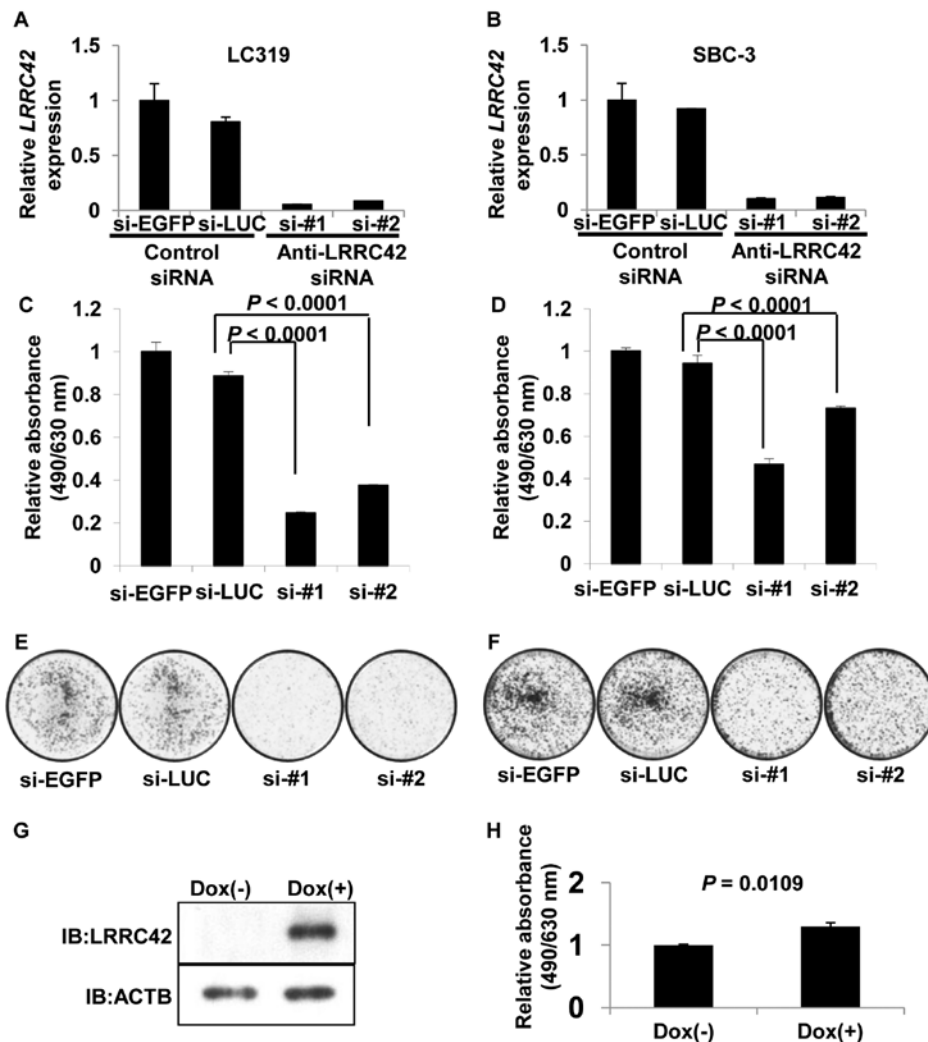 A
Relative LRRC42
expression
1.5
1
0.5
0
LC319
si-EGFP si-LUC si-#1 si-#2
Control
siRNA
Anti-LRRC42
siRNA
B
Relative LRRC42
expression
1.5
1
0.5
0
SBC-3
si-EGFP si-LUC si-#1 si-#2
Control
siRNA
Anti-LRRC42
siRNA
C
Relative absorbance
(490/630 nm)
1.2
1
0.8
0.6
0.4
0.2
0
P < 0.0001
P < 0.0001
si-EGFP si-LUC si-#1 si-#2
D
Relative absorbance
(490/630 nm)
1.2
1
0.8
0.6
0.4
0.2
0
P < 0.0001
P < 0.0001
si-EGFP si-LUC si-#1 si-#2
E
si-EGFP si-LUC si-#1 si-#2
F
si-EGFP si-LUC si-#1 si-#2
G
Dox(-) Dox(+)
IB:LRRC42
IB:ACTB
H
Relative absorbance
(490/630 nm)
2
1
0
P = 0.0109
Dox(-) Dox(+)